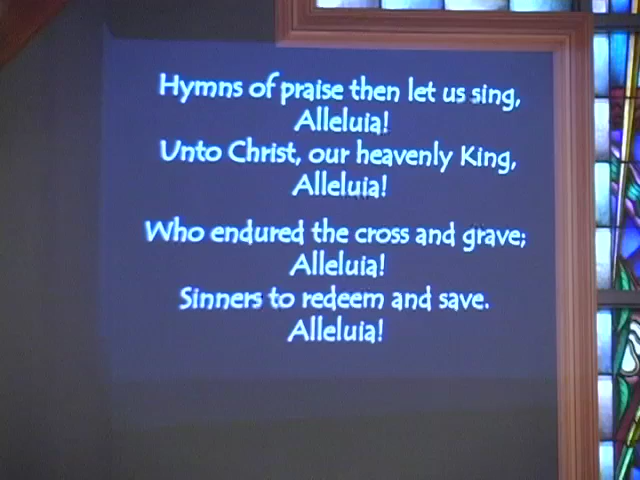 Hymns of praise then let us sing,
Alleluia!
Unto Christ, our heavenly King,
Alleluia!
Who endured the cross and grave;
Alleluia!
Sinners to redeem and save.
Alleluia!